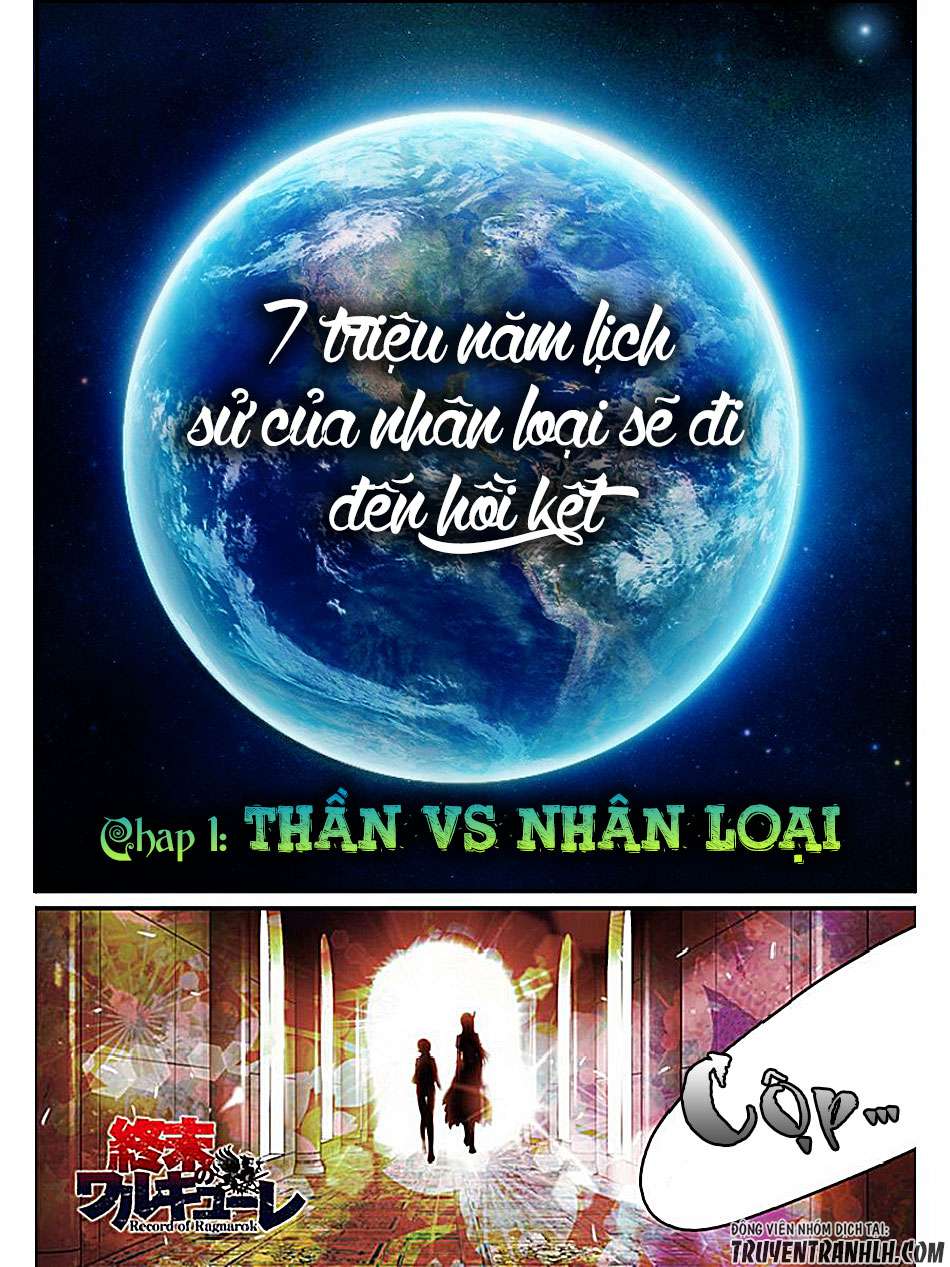 7 triệu năm lịch
sử của nhân loại sẽ đi
đến hồi kết
Chap 1: THẦN VS NHÂN LOẠI
Cộp...
終末の
ワルキューレ
Record of Ragnarok
ĐỘNG VIÊN NHÓM DỊCH TẠI:
TRUYENTRANHLH.COM